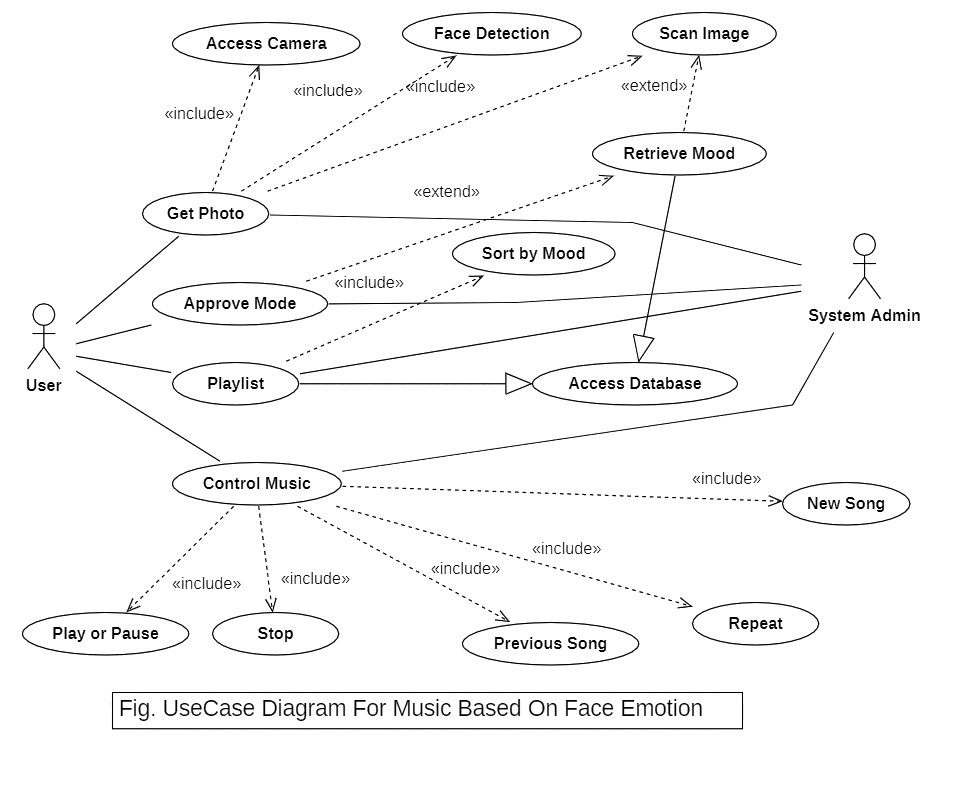 Access Camera
Face Detection
Scan Image
«include»
«include»
«include»
«extend»
Retrieve Mood
«extend»
Get Photo
Sort by Mood
«include»
Approve Mode
System Admin
User
Playlist
Access Database
Control Music
«include»
New Song
«include»
«include»
«include»
«include»
Play or Pause
Stop
Previous Song
Repeat
Fig. UseCase Diagram For Music Based On Face Emotion